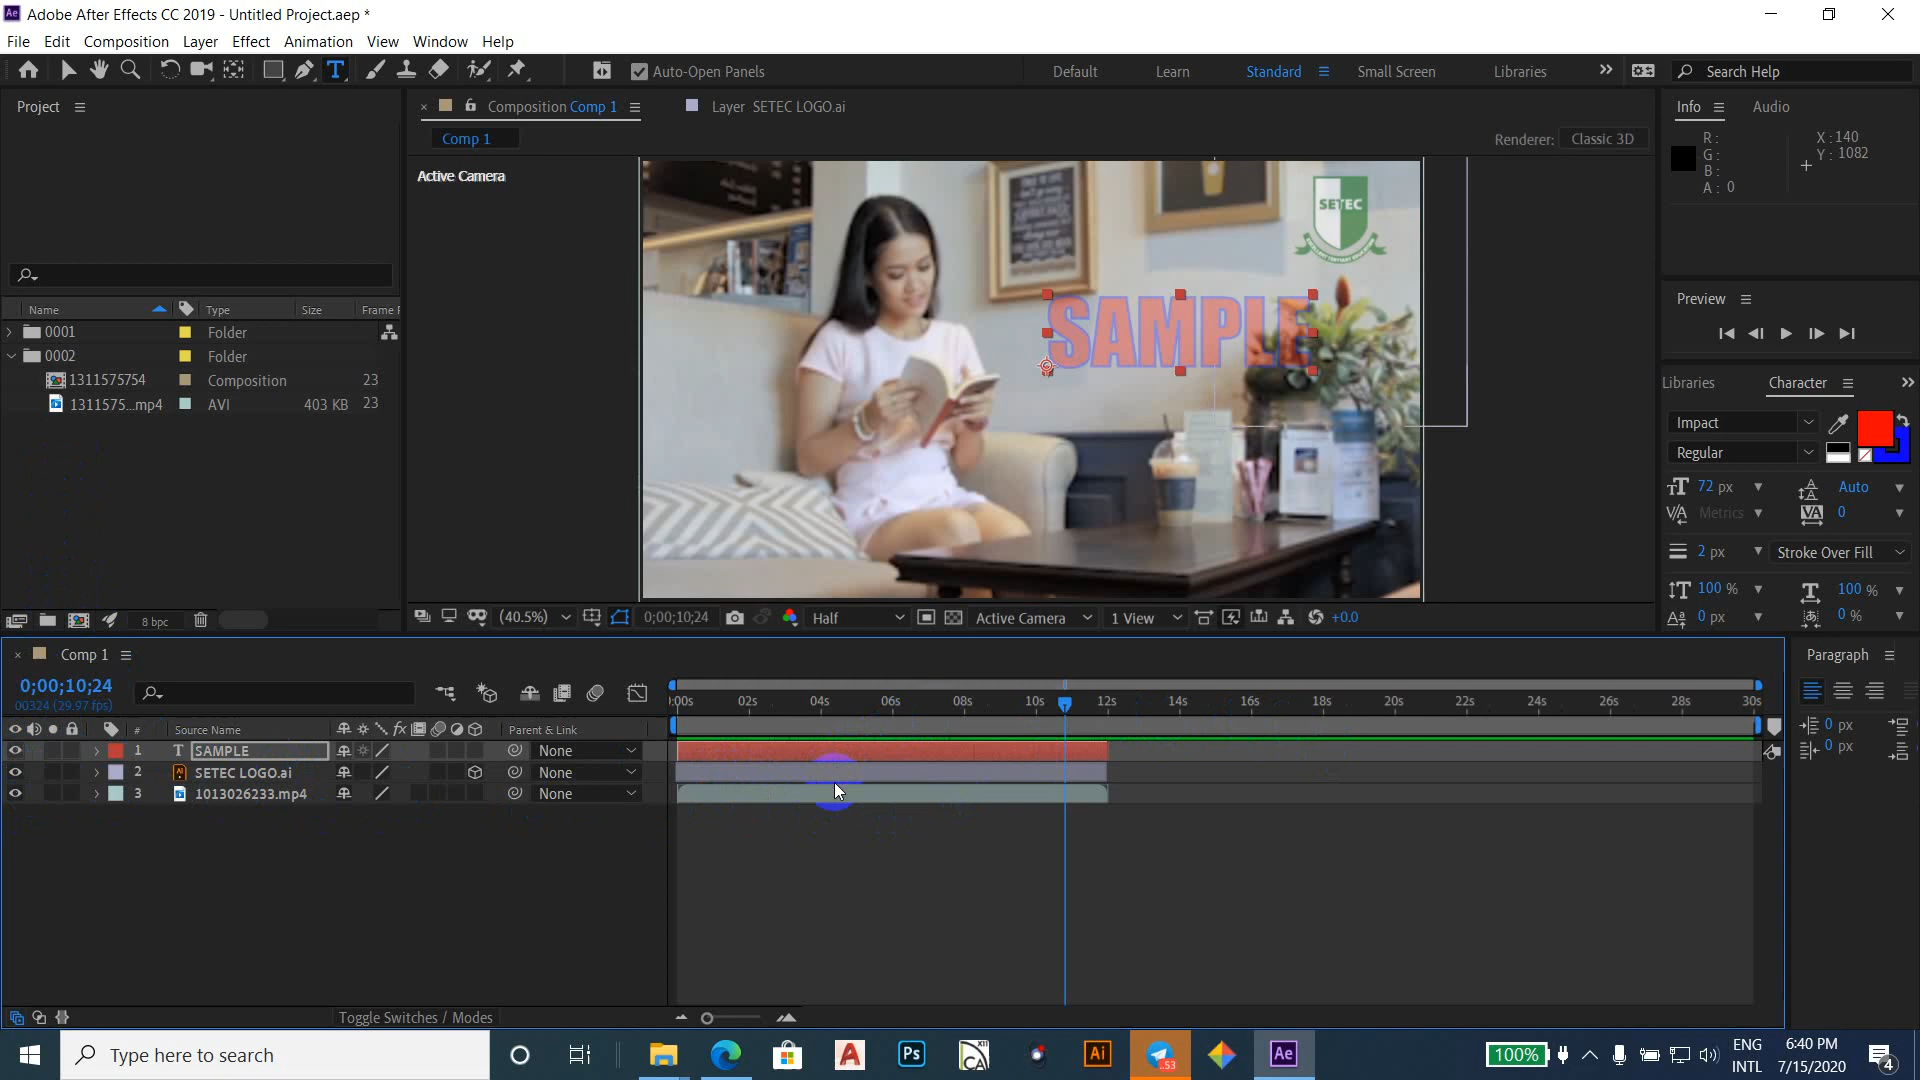 Adobe After Effects CC 2019 - Untitled Project.aep *
File Edit Composition Layer Effect Animation View Window Help
Auto-Open Panels
Default Learn Standard Small Screen Libraries
Search Help
Project
Composition Comp 1
Layer SETEC LOGO.ai
Info Audio
Comp 1
Renderer: Classic 3D
R :
G :
B :
A : 0
X : 140
Y : 1082
Active Camera
SETEC
SAMPLE
Preview
Name Type Size Frame R
0001 Folder
0002 Folder
1311575754 Composition 23
1311575...mp4 AVI 403 KB 23
Libraries Character
Impact
Regular
72 px Auto
Metrics 0
2 px Stroke Over Fill
100 % 100 %
0 px 0 %
8 bpc
(40.5%) 0;00;10;24 Half Active Camera 1 View +0.0
Comp 1
Paragraph
0;00;10;24
00324 (29.97 fps)
:00s 02s 04s 06s 08s 10s 12s 14s 16s 18s 20s 22s 24s 26s 28s 30s
# Source Name Parent & Link
1 T SAMPLE None
2 SETEC LOGO.ai None
3 1013026233.mp4 None
0 px
0 px
Toggle Switches / Modes
Type here to search
Ps
XII
CA
Ai
53
Ae
100%
ENG
INTL
6:40 PM
7/15/2020
4